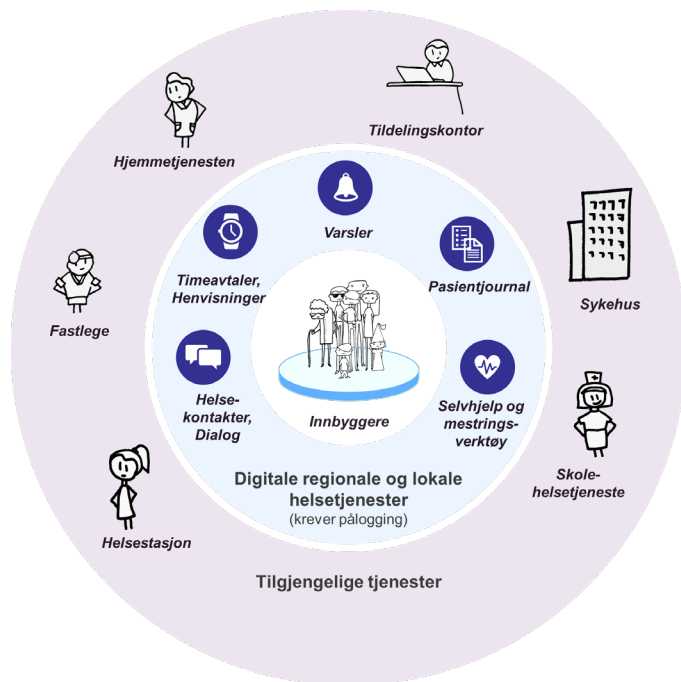 Tildelingskontor
Hjemmetjenesten
Varsler
Timeavtaler,
Henvisninger
Pasientjournal
Sykehus
Fastlege
Helse-
kontakter,
Dialog
Innbyggere
Selvhjelp og
mestrings-
verktøy
Skole-
helsetjeneste
Digitale regionale og lokale
helsetjenester
(krever pålogging)
Helsestasjon
Tilgjengelige tjenester